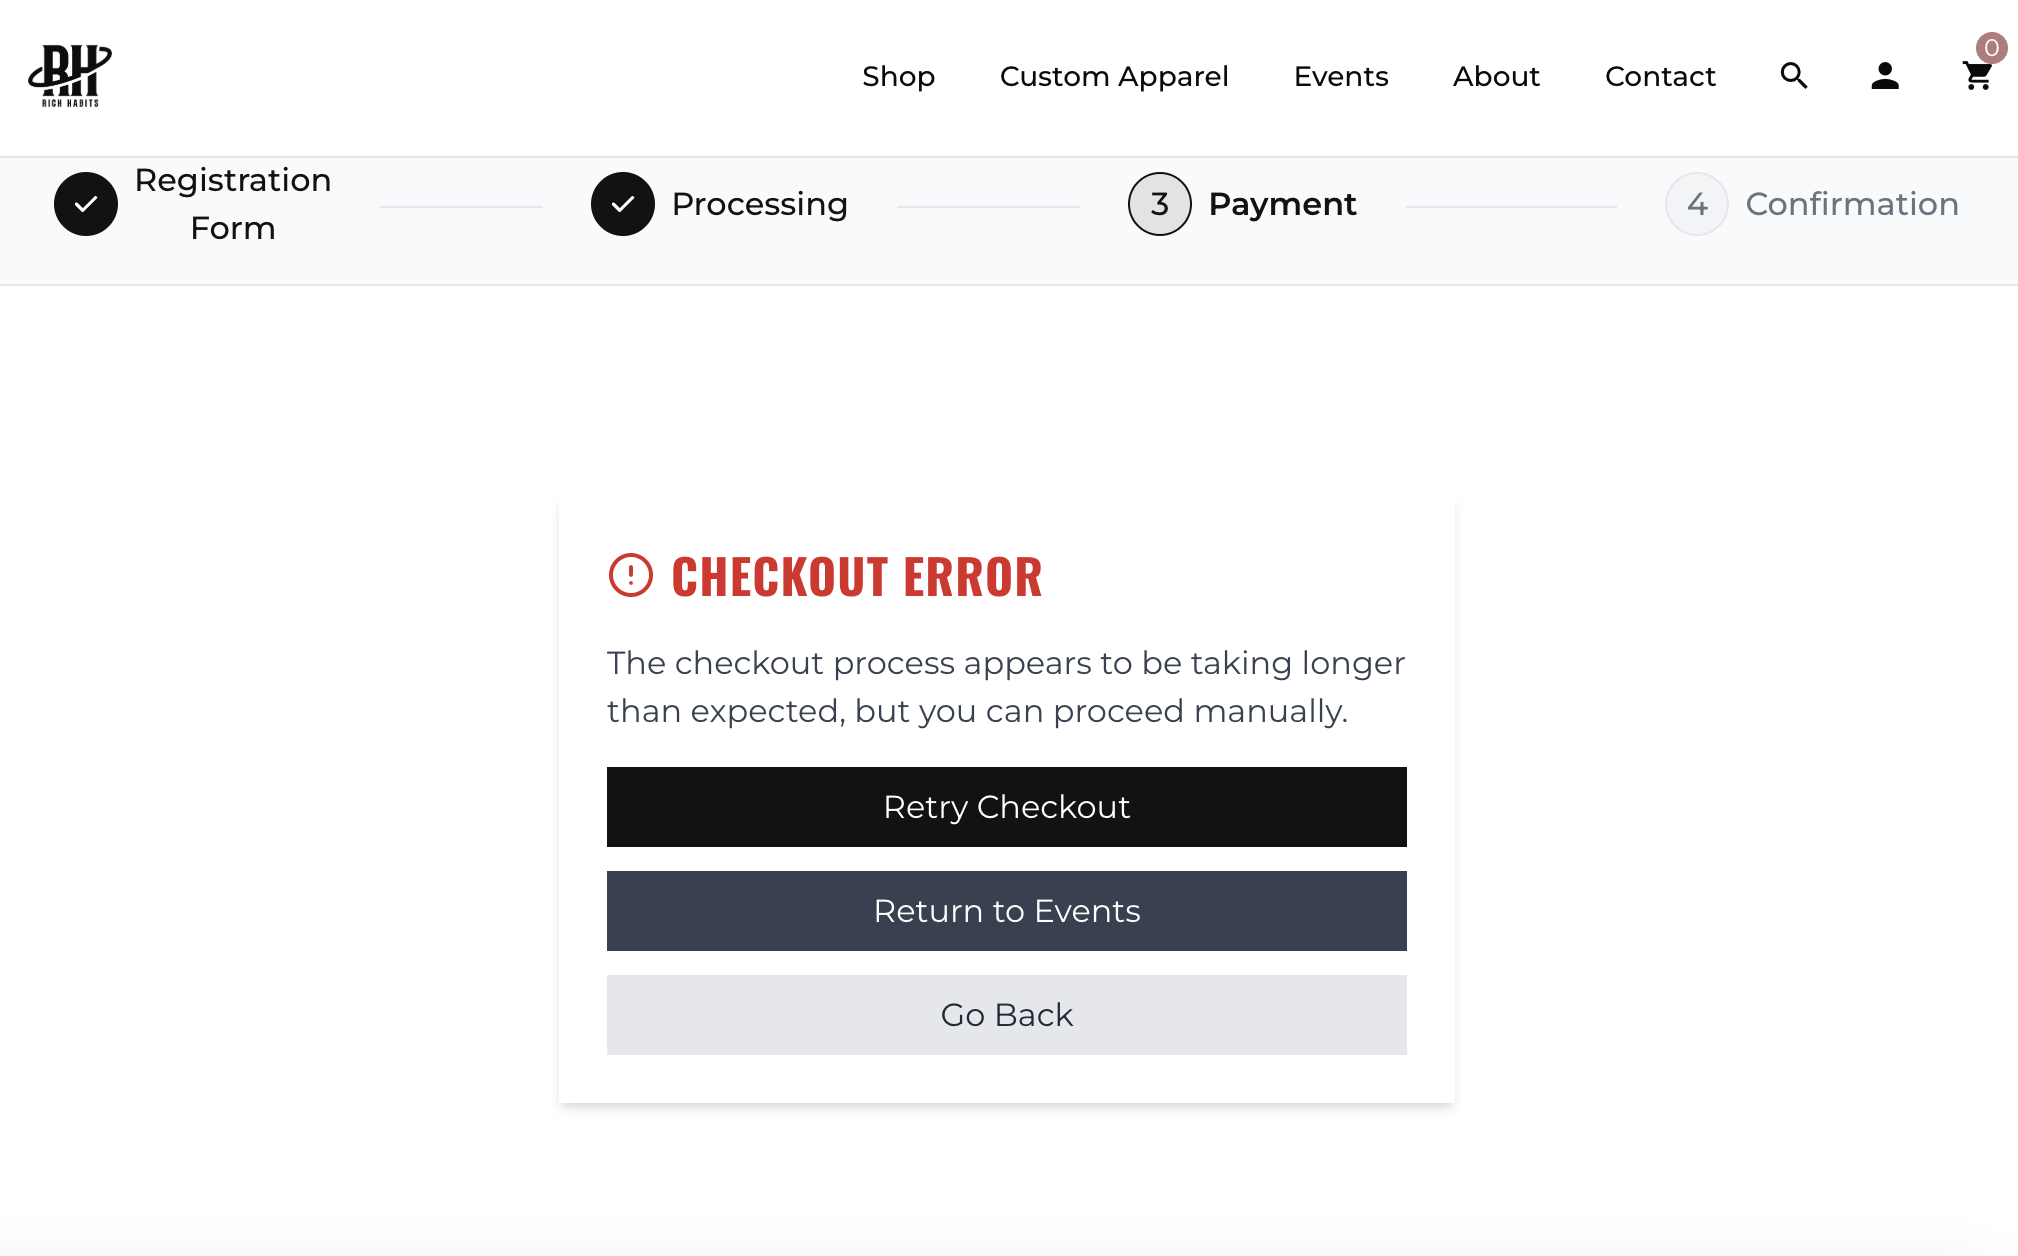 RH
RICH HABITS
Shop
Custom Apparel
Events
About
Contact
0
Registration
Form
Processing
3
Payment
4
Confirmation
CHECKOUT ERROR
The checkout process appears to be taking longer
than expected, but you can proceed manually.
Retry Checkout
Return to Events
Go Back